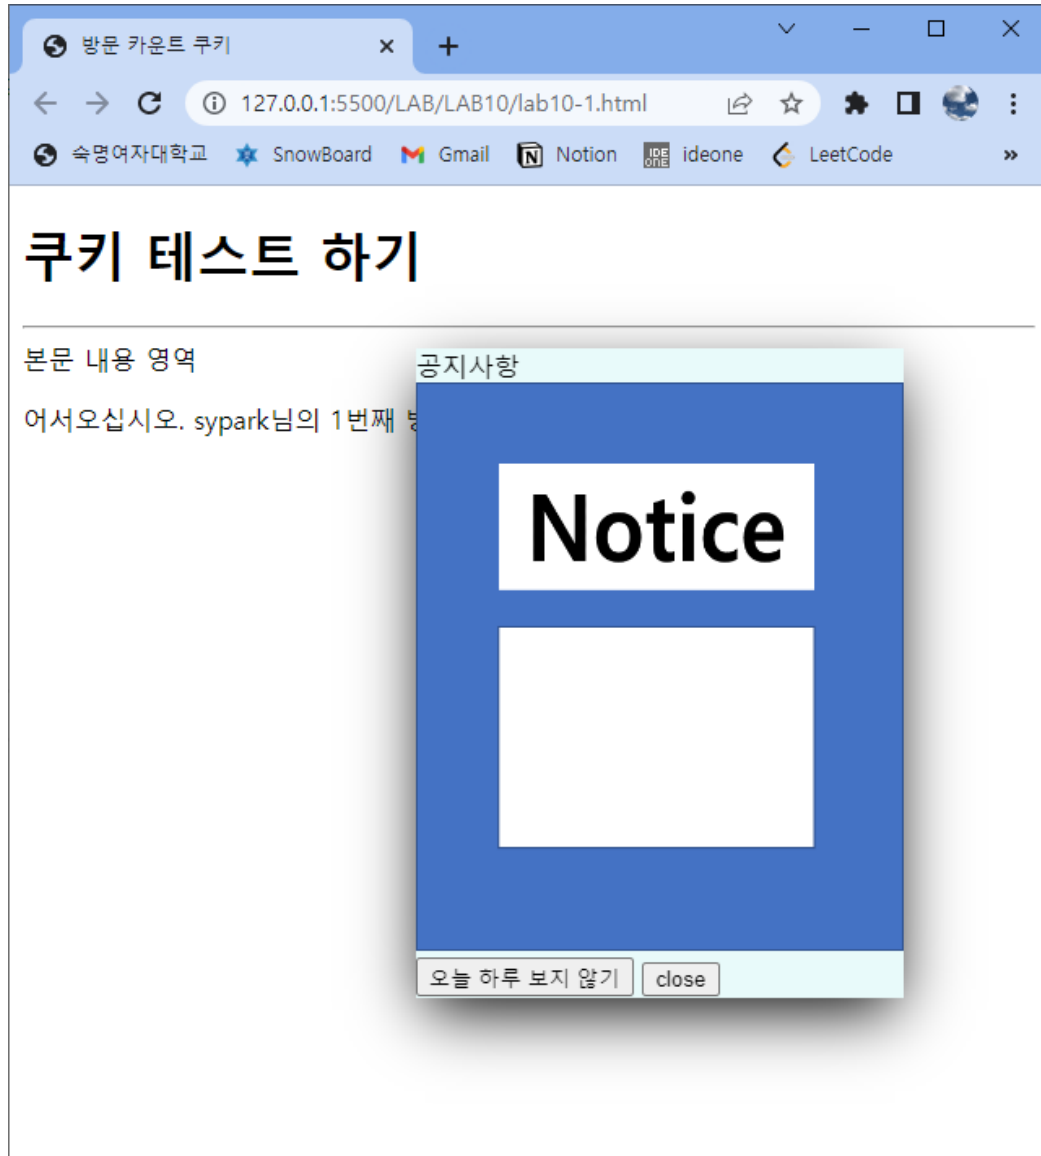 방문 카운트 쿠키
127.0.0.1:5500/LAB/LAB10/lab10-1.html
숙명여자대학교 SnowBoard Gmail Notion IDE ONE ideone LeetCode »
쿠키 테스트 하기
본문 내용 영역
어서오십시오. sypark님의 1번째
공지사항
Notice
오늘 하루 보지 않기 close